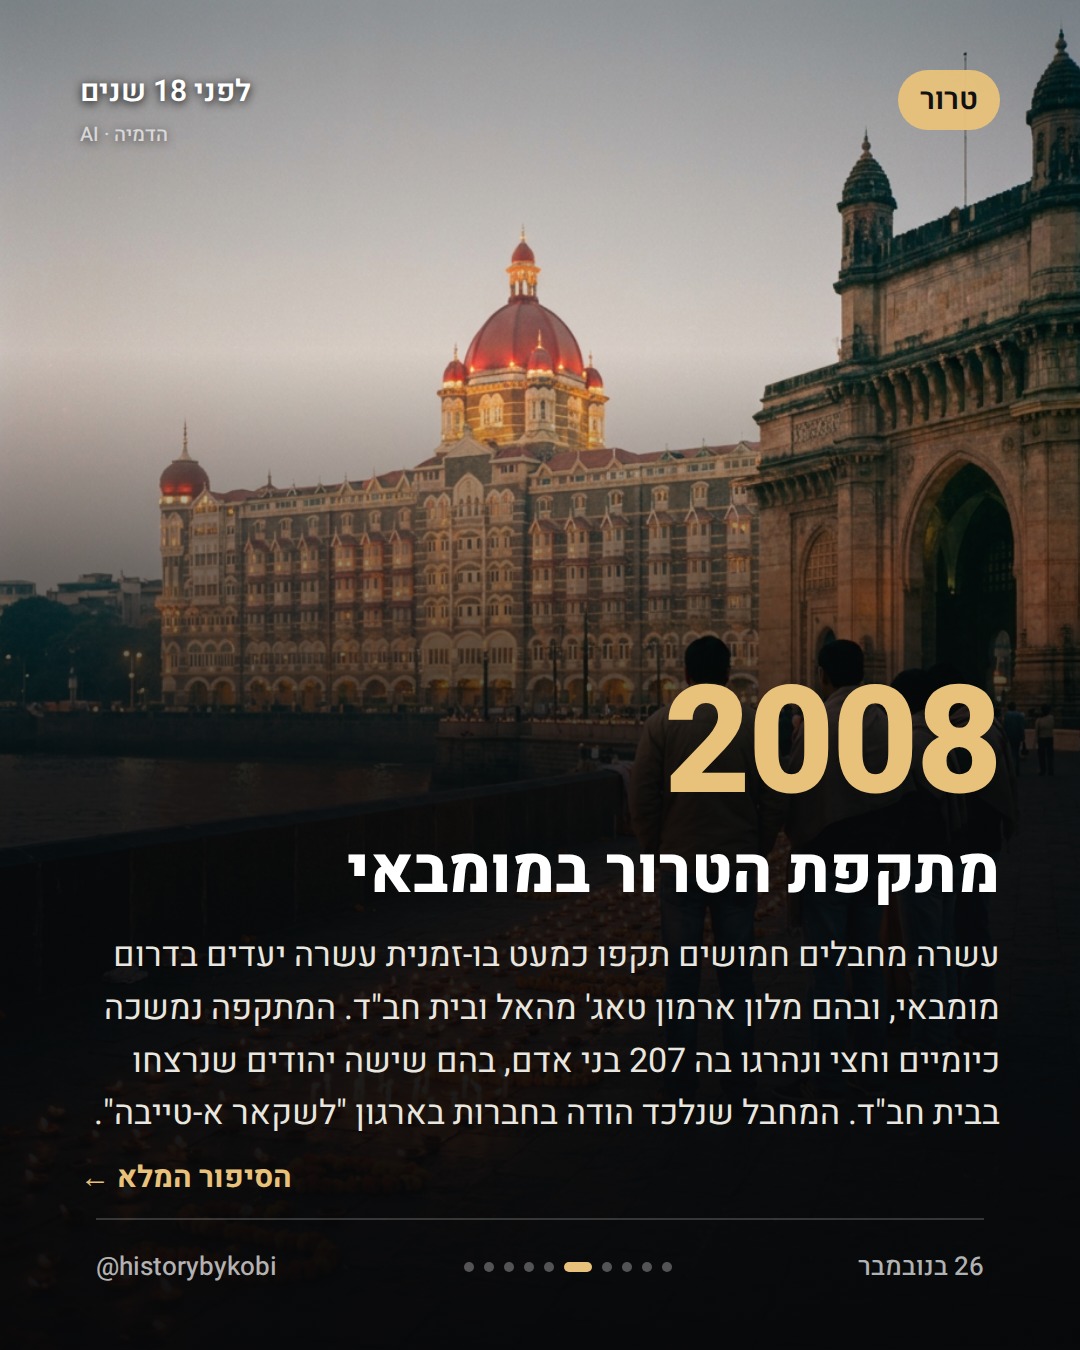 טרור
לפני 18 שנים
הדמיה · AI
2008
מתקפת הטרור במומבאי
עשרה מחבלים חמושים תקפו כמעט בו-זמנית עשרה יעדים בדרום
מומבאי, ובהם מלון ארמון טאג' מהאל ובית חב"ד. המתקפה נמשכה
כיומיים וחצי ונהרגו בה 207 בני אדם, בהם שישה יהודים שנרצחו
בבית חב"ד. המחבל שנלכד הודה בחברות בארגון "לשקאר א-טייבה".
הסיפור המלא ←
26 בנובמבר
@historybykobi